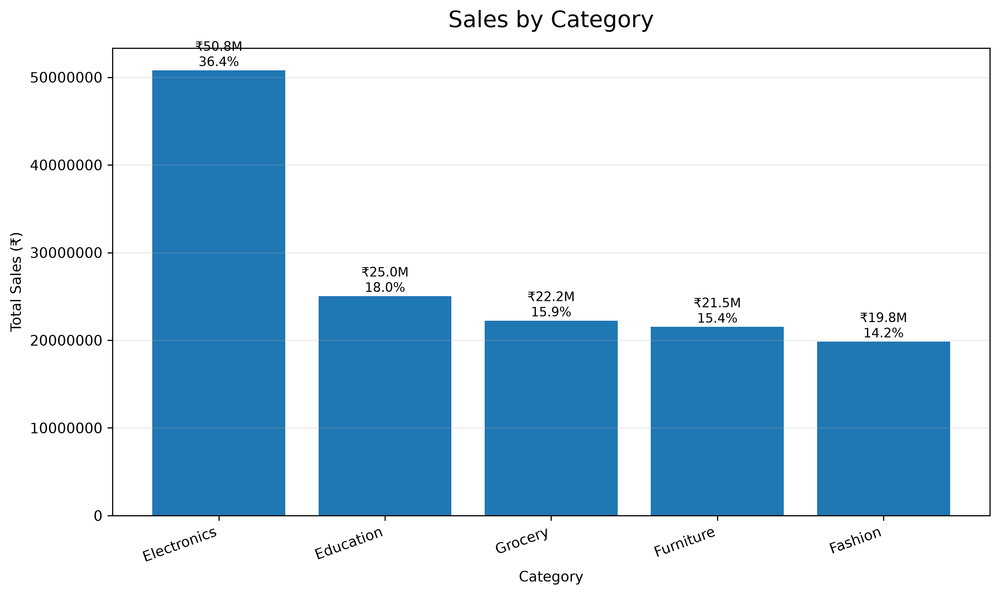 Sales by Category
₹50.8M
36.4%
50000000
40000000
30000000
20000000
10000000
0
Total Sales (₹)
₹25.0M
18.0%
₹22.2M
15.9%
₹21.5M
15.4%
₹19.8M
14.2%
Electronics
Education
Grocery
Furniture
Fashion
Category